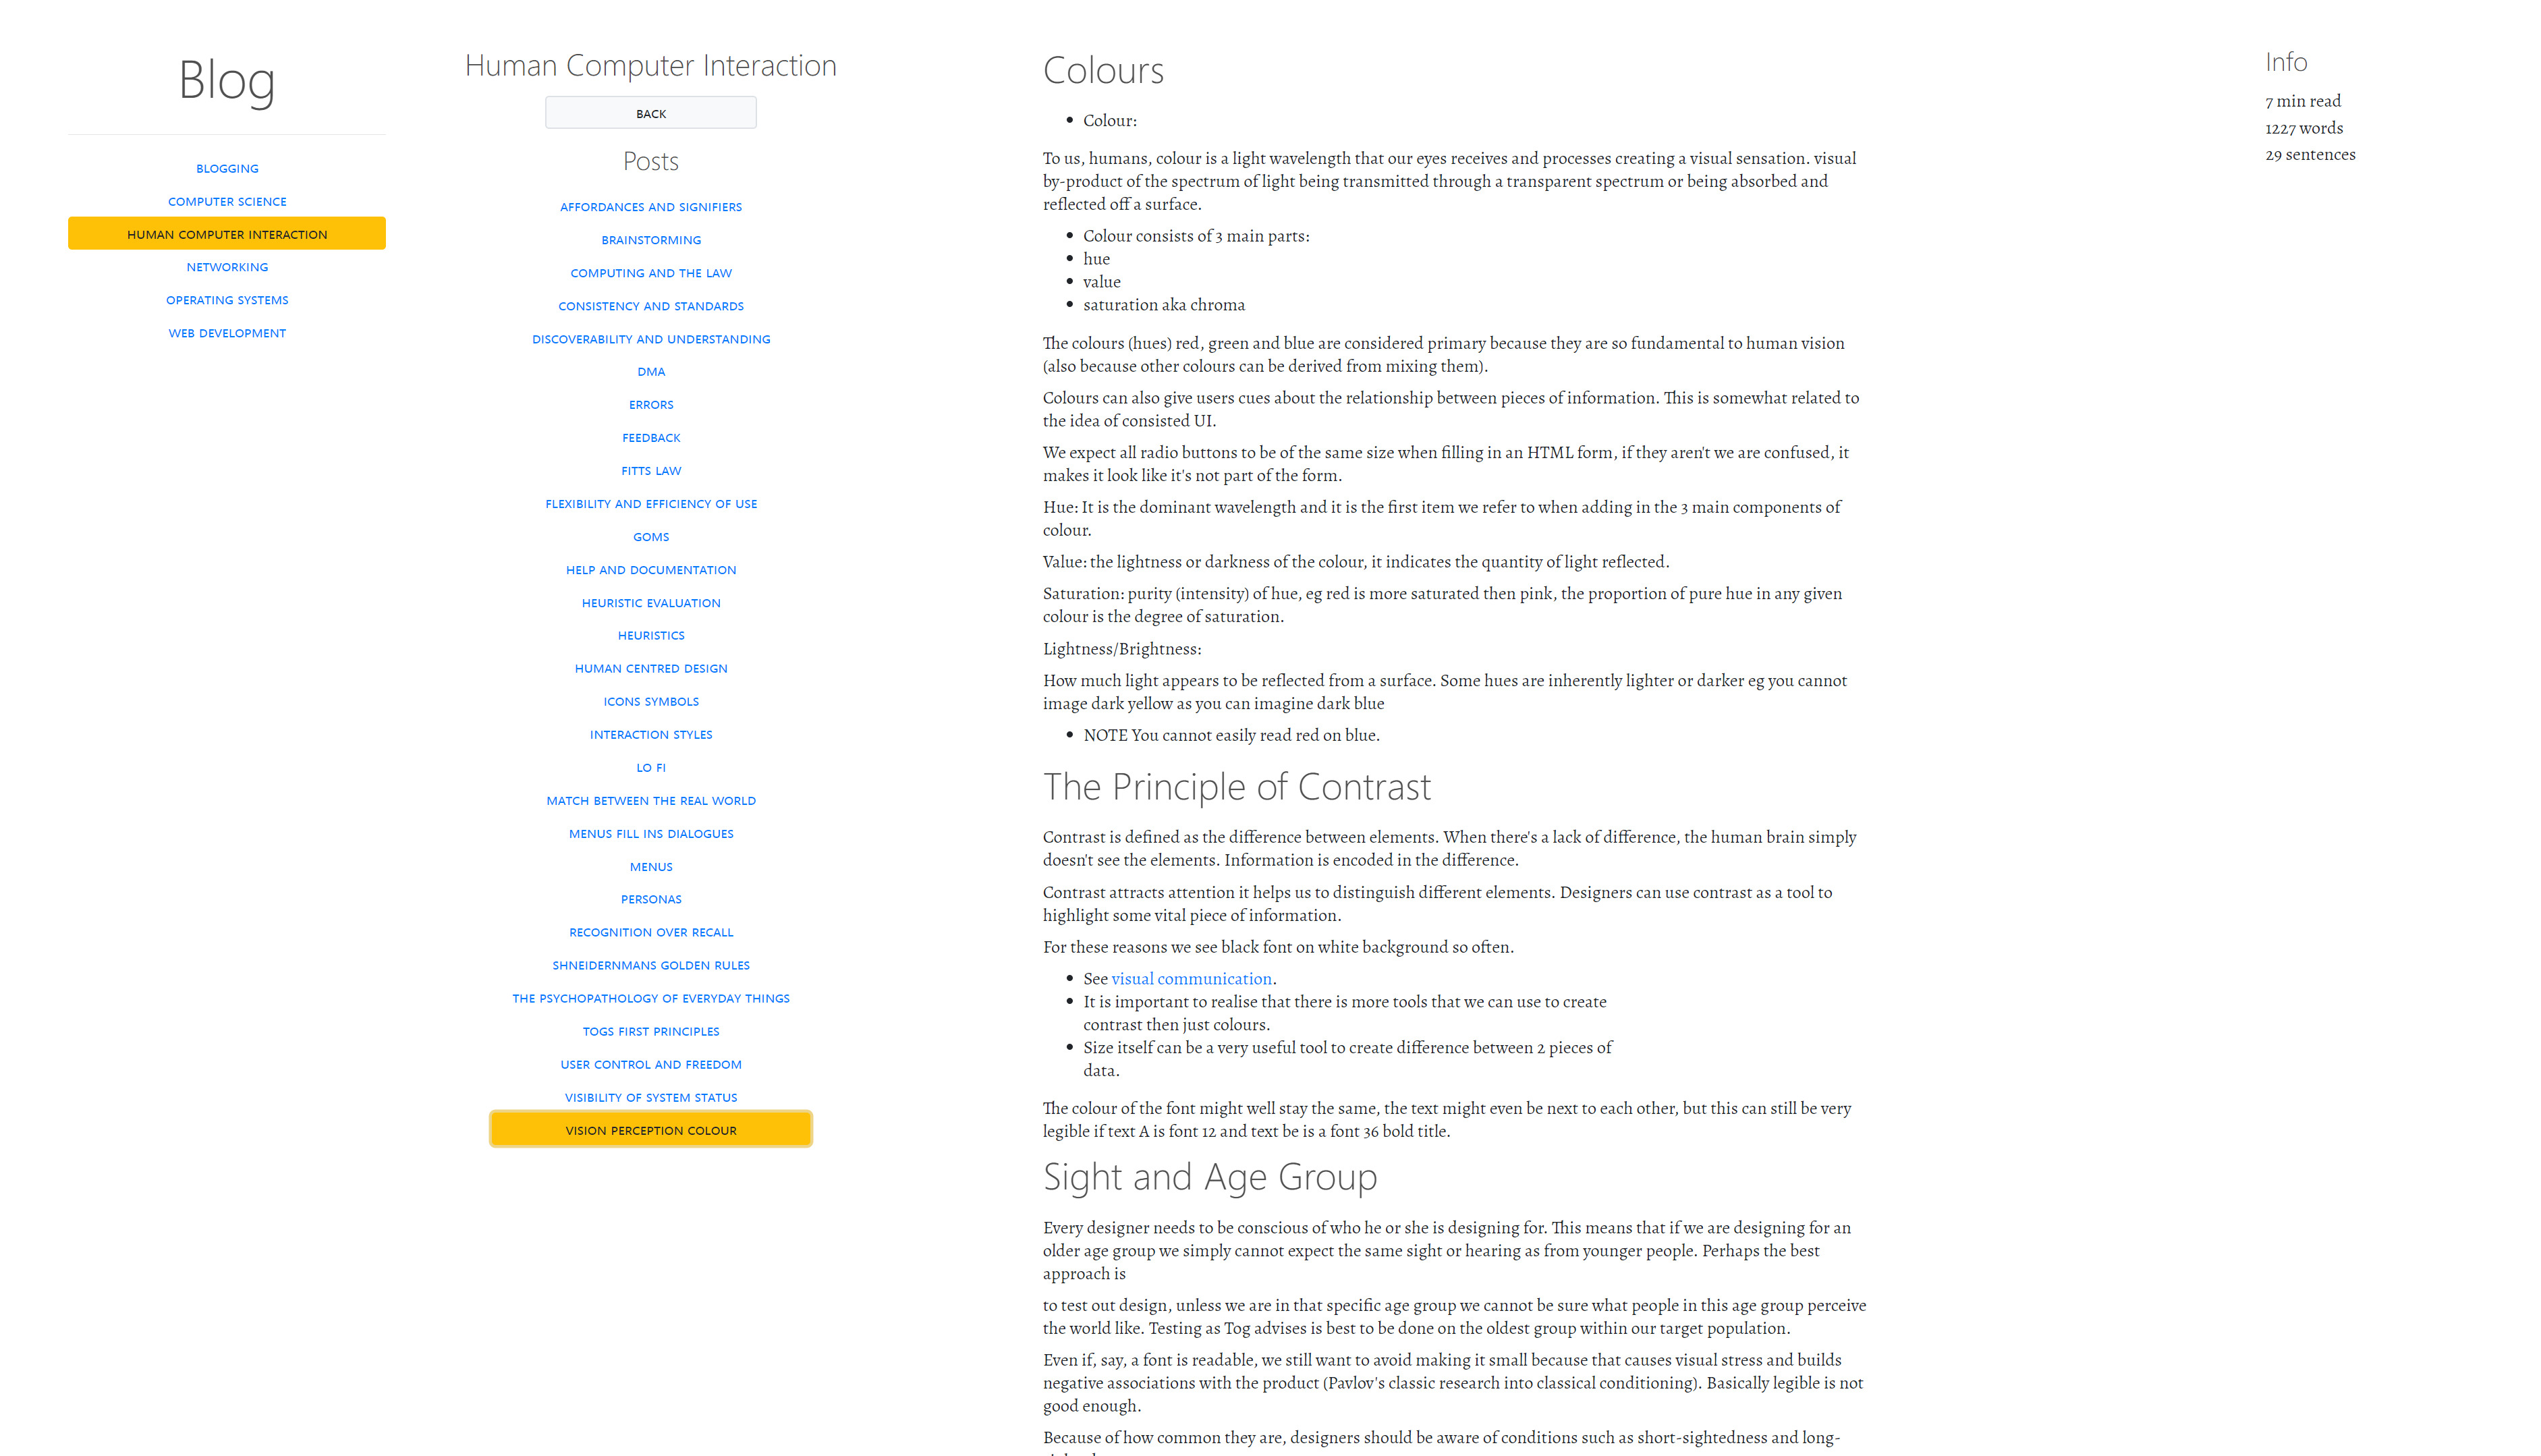 Blog
BLOGGING
COMPUTER SCIENCE
HUMAN COMPUTER INTERACTION
NETWORKING
OPERATING SYSTEMS
WEB DEVELOPMENT
Human Computer Interaction
BACK
Posts
AFFORDANCES AND SIGNIFIERS
BRAINSTORMING
COMPUTING AND THE LAW
CONSISTENCY AND STANDARDS
DISCOVERABILITY AND UNDERSTANDING
DMA
ERRORS
FEEDBACK
FITTS LAW
FLEXIBILITY AND EFFICIENCY OF USE
GOMS
HELP AND DOCUMENTATION
HEURISTIC EVALUATION
HEURISTICS
HUMAN CENTRED DESIGN
ICONS SYMBOLS
INTERACTION STYLES
LO FI
MATCH BETWEEN THE REAL WORLD
MENUS FILL INS DIALOGUES
MENUS
PERSONAS
RECOGNITION OVER RECALL
SHNEIDERNMANS GOLDEN RULES
THE PSYCHOPATHOLOGY OF EVERYDAY THINGS
TOGS FIRST PRINCIPLES
USER CONTROL AND FREEDOM
VISIBILITY OF SYSTEM STATUS
VISION PERCEPTION COLOUR
Colours
• Colour:
To us, humans, colour is a light wavelength that our eyes receives and processes creating a visual sensation. visual
by-product of the spectrum of light being transmitted through a transparent spectrum or being absorbed and
reflected off a surface.
• Colour consists of 3 main parts:
• hue
• value
• saturation aka chroma
The colours (hues) red, green and blue are considered primary because they are so fundamental to human vision
(also because other colours can be derived from mixing them).
Colours can also give users cues about the relationship between pieces of information. This is somewhat related to
the idea of consisted UI.
We expect all radio buttons to be of the same size when filling in an HTML form, if they aren't we are confused, it
makes it look like it's not part of the form.
Hue: It is the dominant wavelength and it is the first item we refer to when adding in the 3 main components of
colour.
Value: the lightness or darkness of the colour, it indicates the quantity of light reflected.
Saturation: purity (intensity) of hue, eg red is more saturated then pink, the proportion of pure hue in any given
colour is the degree of saturation.
Lightness/Brightness:
How much light appears to be reflected from a surface. Some hues are inherently lighter or darker eg you cannot
image dark yellow as you can imagine dark blue
• NOTE You cannot easily read red on blue.
The Principle of Contrast
Contrast is defined as the difference between elements. When there's a lack of difference, the human brain simply
doesn't see the elements. Information is encoded in the difference.
Contrast attracts attention it helps us to distinguish different elements. Designers can use contrast as a tool to
highlight some vital piece of information.
For these reasons we see black font on white background so often.
• See visual communication.
• It is important to realise that there is more tools that we can use to create
contrast then just colours.
• Size itself can be a very useful tool to create difference between 2 pieces of
data.
The colour of the font might well stay the same, the text might even be next to each other, but this can still be very
legible if text A is font 12 and text be is a font 36 bold title.
Sight and Age Group
Every designer needs to be conscious of who he or she is designing for. This means that if we are designing for an
older age group we simply cannot expect the same sight or hearing as from younger people. Perhaps the best
approach is
to test out design, unless we are in that specific age group we cannot be sure what people in this age group perceive
the world like. Testing as Tog advises is best to be done on the oldest group within our target population.
Even if, say, a font is readable, we still want to avoid making it small because that causes visual stress and builds
negative associations with the product (Pavlov's classic research into classical conditioning). Basically legible is not
good enough.
Because of how common they are, designers should be aware of conditions such as short-sightedness and long-
Info
7 min read
1227 words
29 sentences